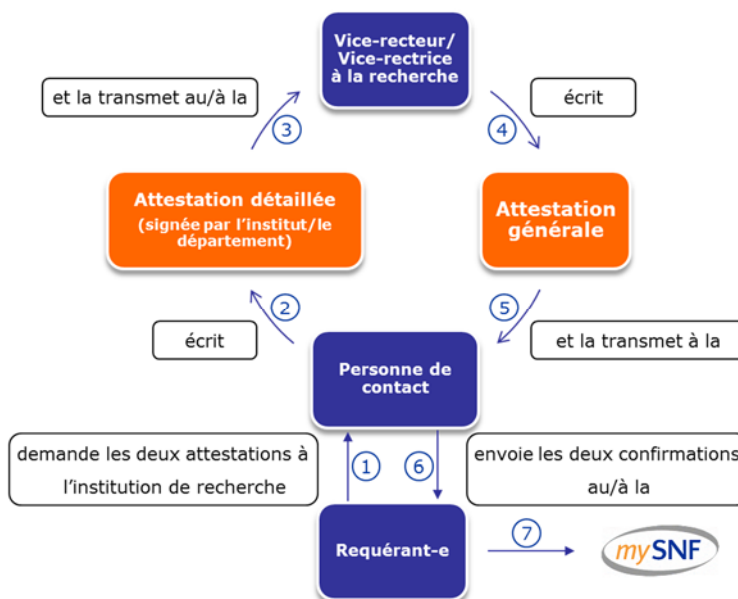 Vice-recteur/
Vice-rectrice
à la recherche
et la transmet au/à la
3
4
écrit
Attestation détaillée
(signée par l'institut/le
département)
Attestation
générale
2
5
écrit
et la transmet à la
Personne de
contact
demande les deux attestations à
l'institution de recherche
1
6
envoie les deux confirmations
au/à la
Requérant-e
7
mySNF